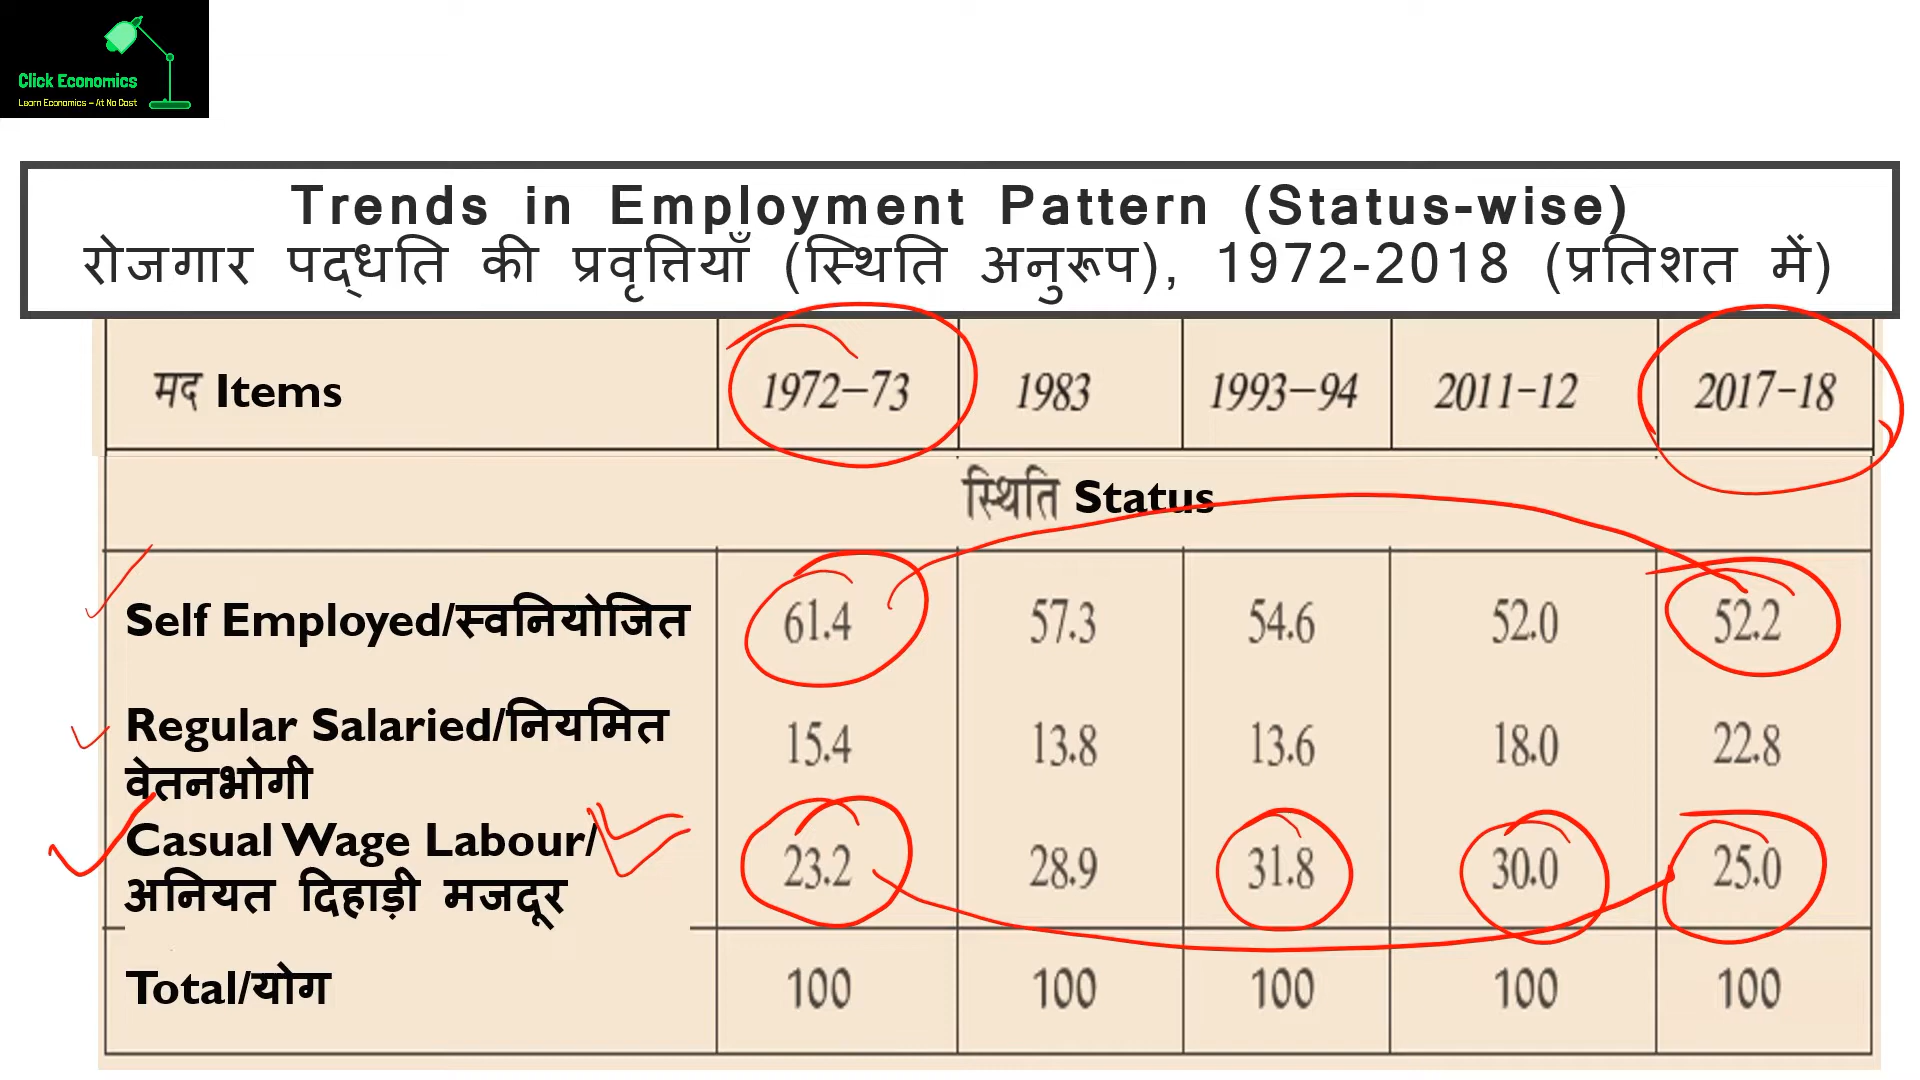 Click Economics
Learn Economics – At No Cost
Trends in Employment Pattern (Status-wise)
रोजगार पद्धति की प्रवृत्तियाँ (स्थिति अनुरूप), 1972-2018 (प्रतिशत में)
मद Items 1972–73 1983 1993–94 2011–12 2017–18
स्थिति Status
Self Employed/स्वनियोजित 61.4 57.3 54.6 52.0 52.2
Regular Salaried/नियमित
वेतनभोगी 15.4 13.8 13.6 18.0 22.8
Casual Wage Labour/
अनियत दिहाड़ी मजदूर 23.2 28.9 31.8 30.0 25.0
Total/योग 100 100 100 100 100